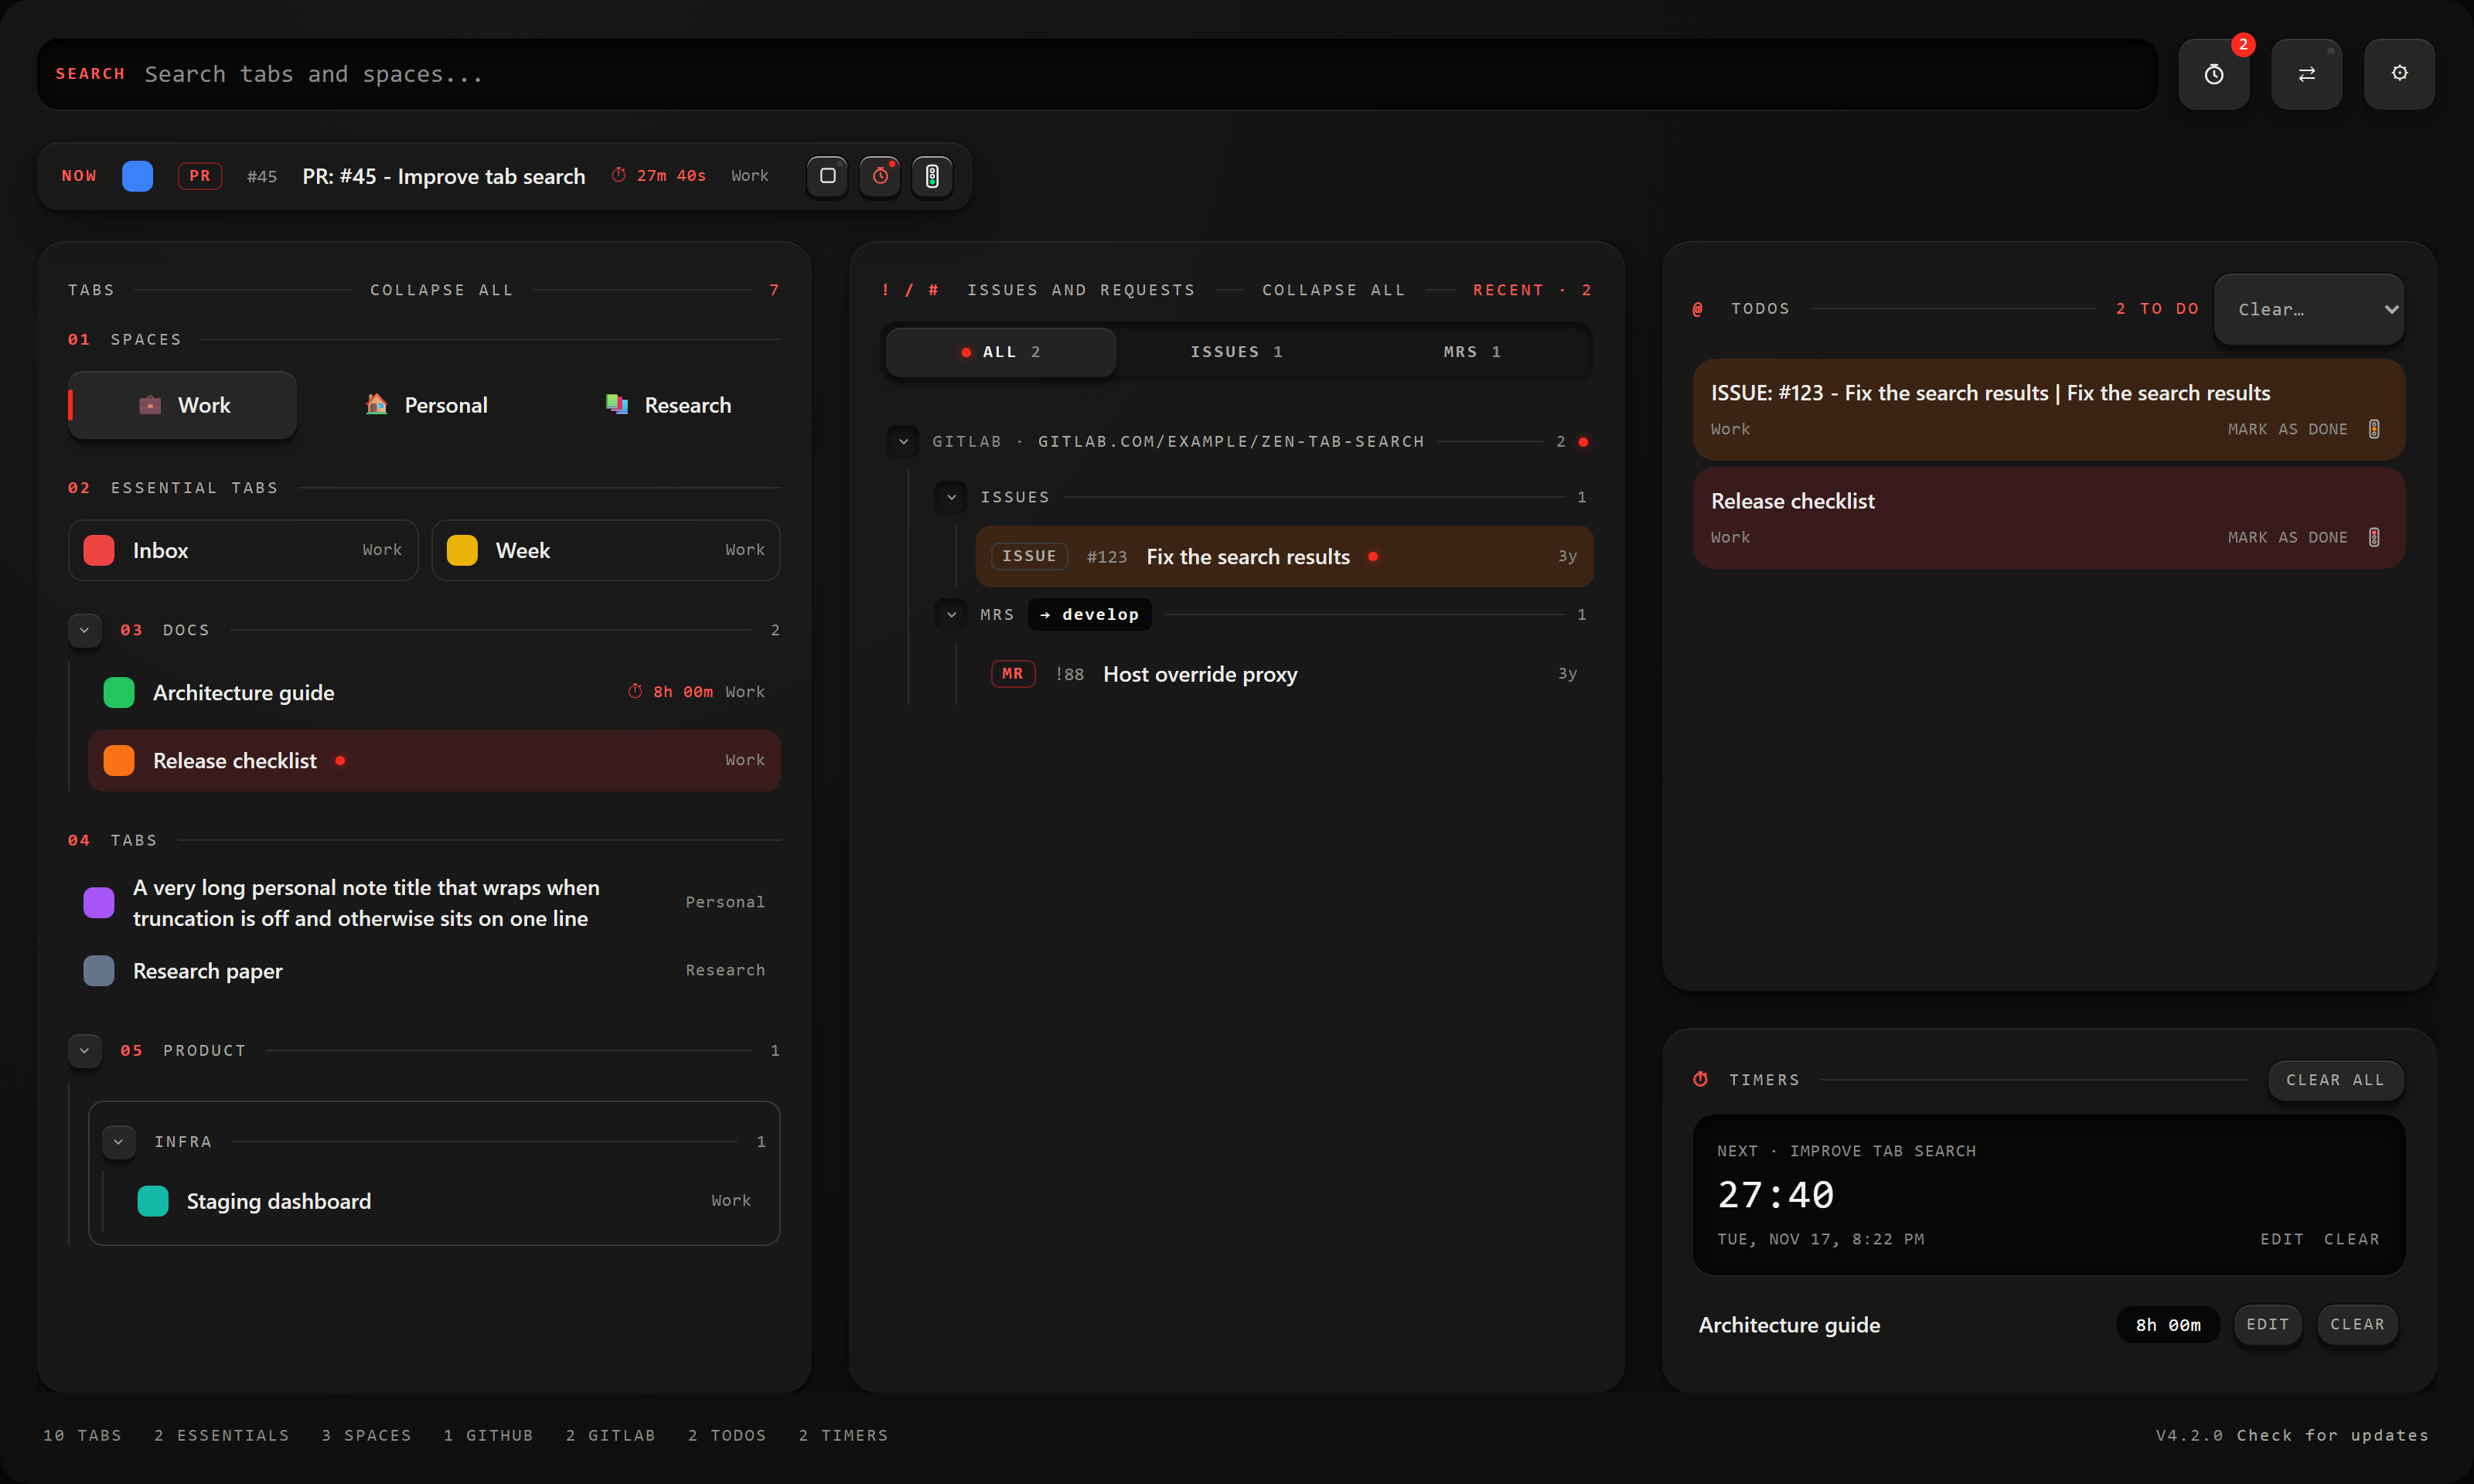 SEARCH Search tabs and spaces...
2
NOW PR #45 PR: #45 - Improve tab search 27m 40s Work
TABS COLLAPSE ALL 7
01 SPACES
Work Personal Research
02 ESSENTIAL TABS
Inbox Work Week Work
03 DOCS 2
Architecture guide 8h 00m Work
Release checklist Work
04 TABS
A very long personal note title that wraps when
truncation is off and otherwise sits on one line
Personal
Research paper Research
05 PRODUCT 1
INFRA 1
Staging dashboard Work
! / # ISSUES AND REQUESTS COLLAPSE ALL RECENT · 2
ALL 2 ISSUES 1 MRS 1
GITLAB · GITLAB.COM/EXAMPLE/ZEN-TAB-SEARCH 2
ISSUES 1
ISSUE #123 Fix the search results 3y
MRS → develop 1
MR !88 Host override proxy 3y
@ TODOS 2 TO DO Clear…
ISSUE: #123 - Fix the search results | Fix the search results
Work MARK AS DONE
Release checklist
Work MARK AS DONE
TIMERS CLEAR ALL
NEXT · IMPROVE TAB SEARCH
27:40
TUE, NOV 17, 8:22 PM EDIT CLEAR
Architecture guide 8h 00m EDIT CLEAR
10 TABS 2 ESSENTIALS 3 SPACES 1 GITHUB 2 GITLAB 2 TODOS 2 TIMERS
V4.2.0 Check for updates